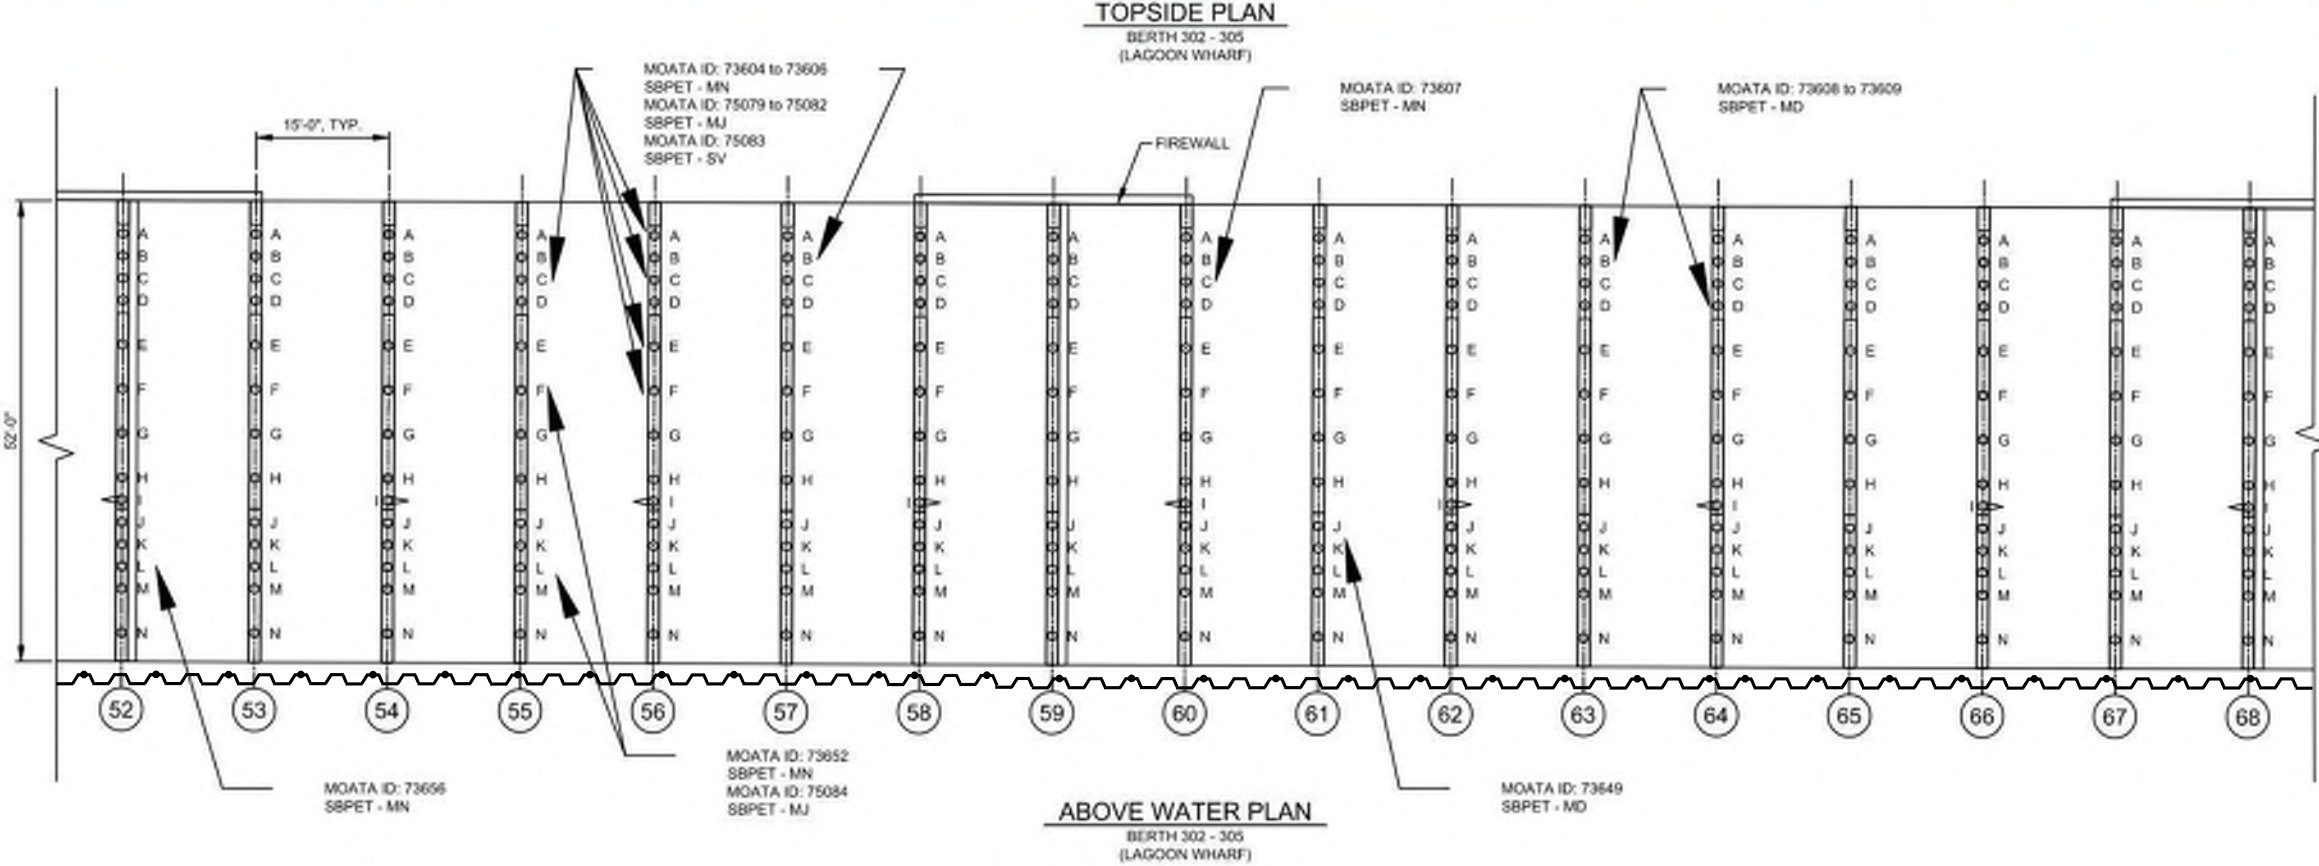 TOPSIDE PLAN
BERTH 302 - 305
(LAGOON WHARF)
MOATA ID: 73604 to 73606
SBPET - MN
MOATA ID: 75079 to 75082
SBPET - MJ
MOATA ID: 75083
SBPET - SV
MOATA ID: 73607
SBPET - MN
MOATA ID: 73608 to 73609
SBPET - MD
15'-0", TYP.
FIREWALL
52'-0"
A A A A A A A A A A A A A A A A A
B B B B B B B B B B B B B B B B B
C C C C C C C C C C C C C C C C C
D D D D D D D D D D D D D D D D D
E E E E E E E E E E E E E E E E E
F F F F F F F F F F F F F F F F F
G G G G G G G G G G G G G G G G G
H H H H H H H H H H H H H H H H H
I I I I I I I I I
J J J J J J J J J J J J J J J J J
K K K K K K K K K K K K K K K K K
L L L L L L L L L L L L L L L L L
M M M M M M M M M M M M M M M M M
N N N N N N N N N N N N N N N N N
52 53 54 55 56 57 58 59 60 61 62 63 64 65 66 67 68
MOATA ID: 73656
SBPET - MN
MOATA ID: 73652
SBPET - MN
MOATA ID: 75084
SBPET - MJ
MOATA ID: 73649
SBPET - MD
ABOVE WATER PLAN
BERTH 302 - 305
(LAGOON WHARF)